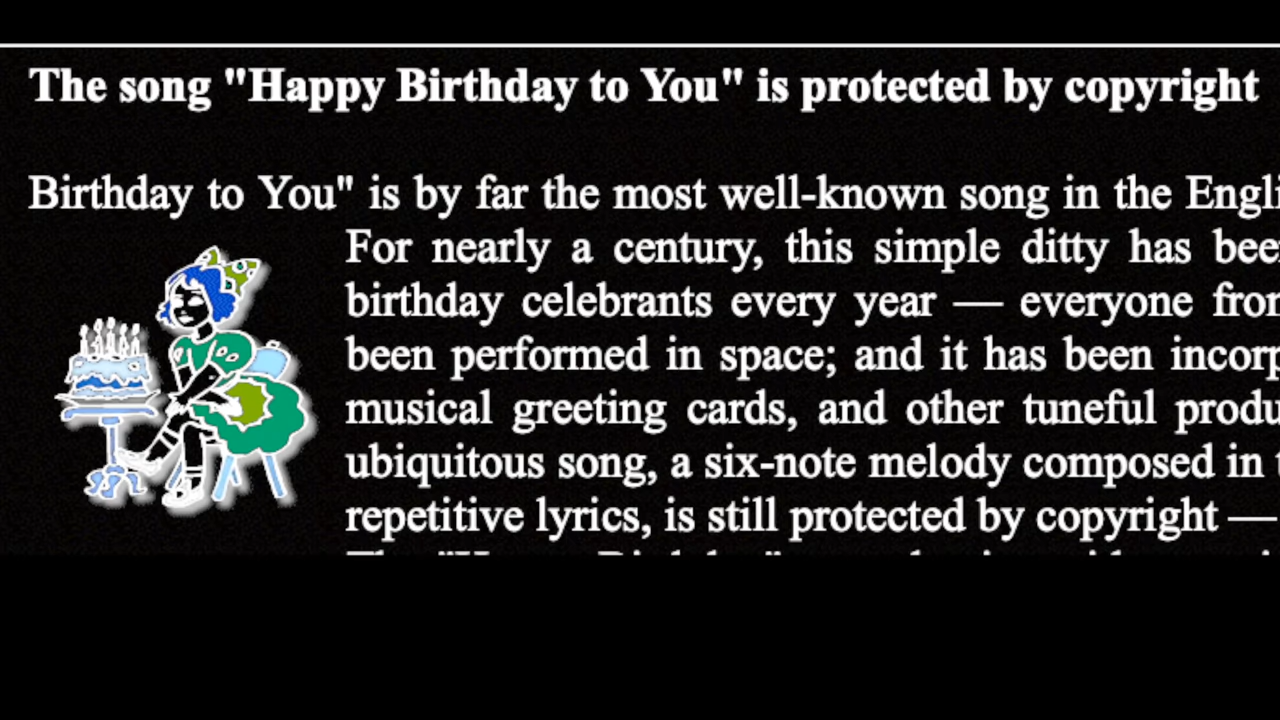 The song "Happy Birthday to You" is protected by copyright
Birthday to You" is by far the most well-known song in the Engli
For nearly a century, this simple ditty has bee
birthday celebrants every year — everyone fro
been performed in space; and it has been incorp
musical greeting cards, and other tuneful produ
ubiquitous song, a six-note melody composed in t
repetitive lyrics, is still protected by copyright —